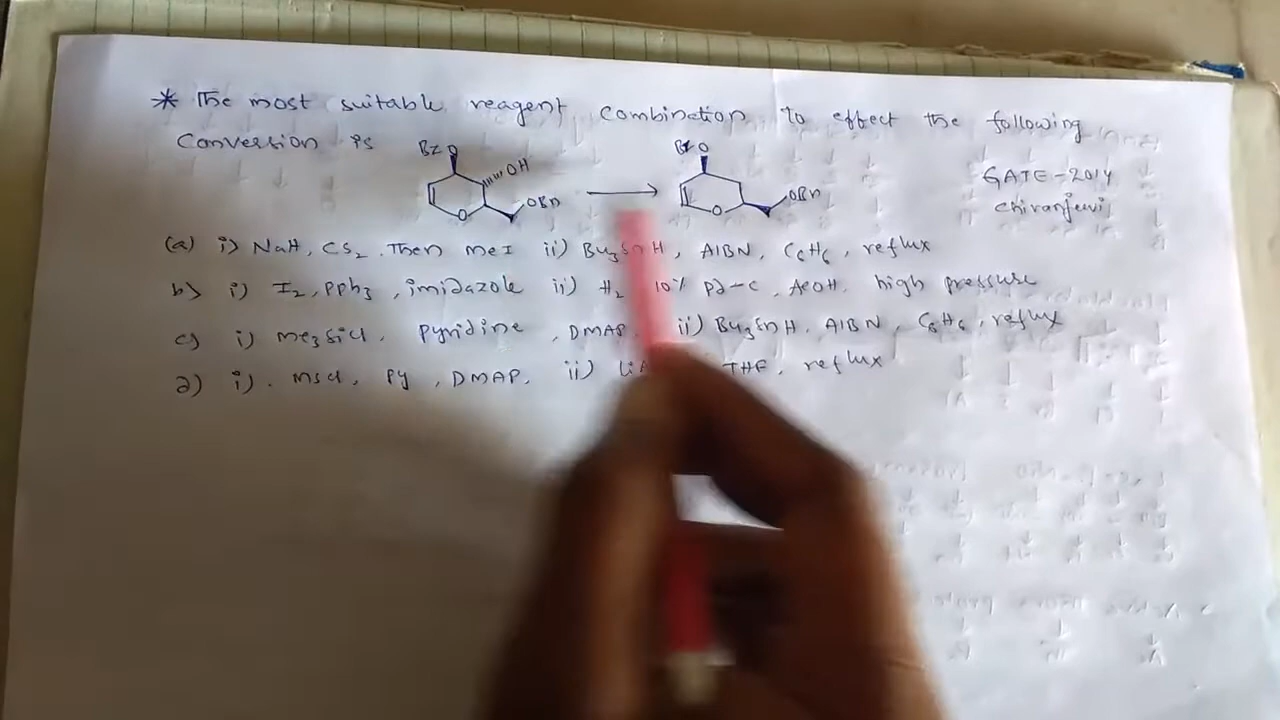 * The most suitable reagent combination to effect the following
Conversion is
BzO
OH
OBn
O
BzO
OBn
O
GATE-2014
Chiranjeevi
(a) i) NaH, CS2, Then meI ii) Bu3SnH, AIBN, C6H6, reflux
b) i) I2, PPh3, imidazole ii) H2 10% Pd-C, AcOH, high pressure
c) i) me3SiCl, pyridine, DMAP, ii) Bu3SnH, AIBN, C6H6, reflux
d) i). MsCl, Py, DMAP, ii) THF, reflux